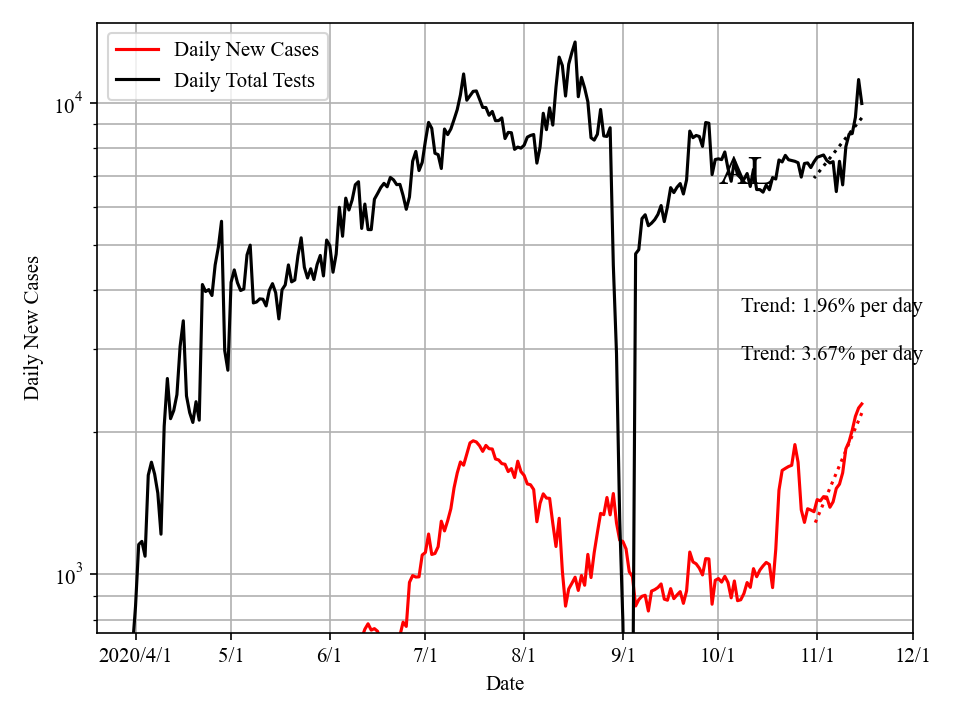 Daily New Cases
Daily Total Tests
10^4
AL
Trend: 1.96% per day
Trend: 3.67% per day
10^3
Daily New Cases
2020/4/1 5/1 6/1 7/1 8/1 9/1 10/1 11/1 12/1
Date